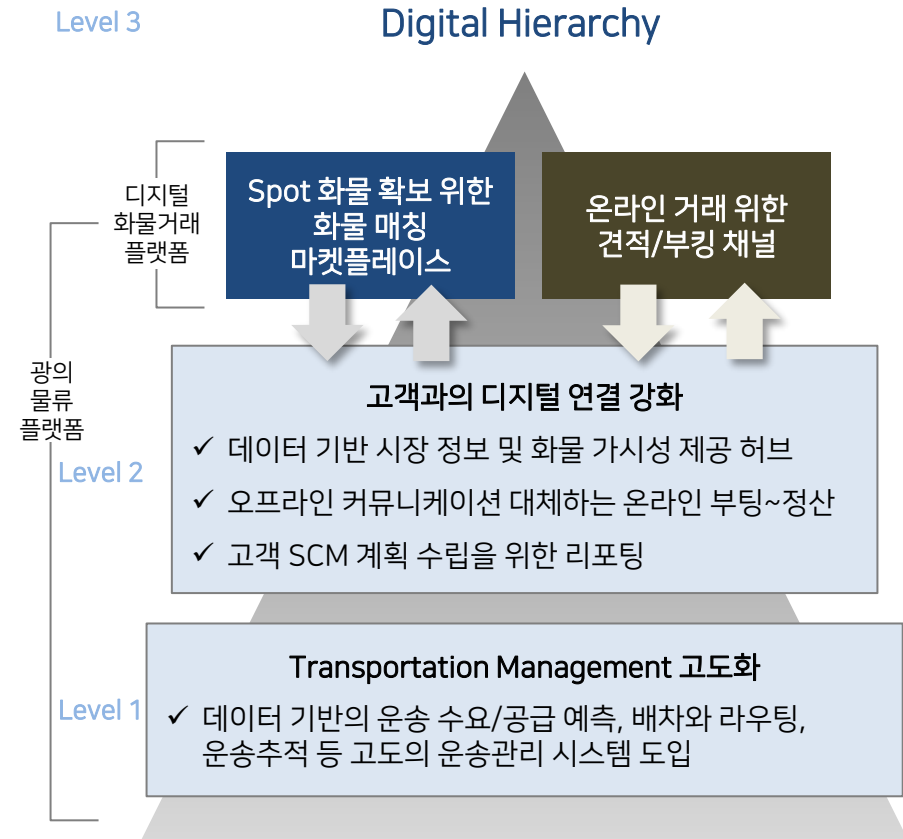 Level 3
Digital Hierarchy
디지털
화물거래
플랫폼
Spot 화물 확보 위한
화물 매칭
마켓플레이스
온라인 거래 위한
견적/부킹 채널
광의
물류
플랫폼
Level 2
고객과의 디지털 연결 강화
✓ 데이터 기반 시장 정보 및 화물 가시성 제공 허브
✓ 오프라인 커뮤니케이션 대체하는 온라인 부팅~정산
✓ 고객 SCM 계획 수립을 위한 리포팅
Level 1
Transportation Management 고도화
✓ 데이터 기반의 운송 수요/공급 예측, 배차와 라우팅,
운송추적 등 고도의 운송관리 시스템 도입